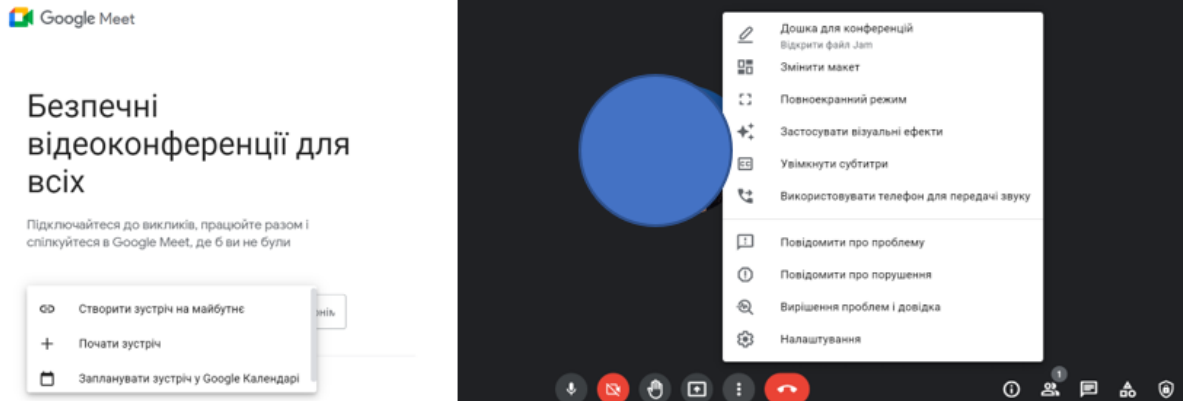 Google Meet
Безпечні
відеоконференції для
всіх
Підключайтеся до викликів, працюйте разом і
спілкуйтеся в Google Meet, де б ви не були
Створити зустріч на майбутнє
Почати зустріч
Запланувати зустріч у Google Календарі
Дошка для конференцій
Відкрити файл Jam
Змінити макет
Повноекранний режим
Застосувати візуальні ефекти
CC
Увімкнути субтитри
Використовувати телефон для передачі звуку
Повідомити про проблему
Повідомити про порушення
Вирішення проблем і довідка
Налаштування
1